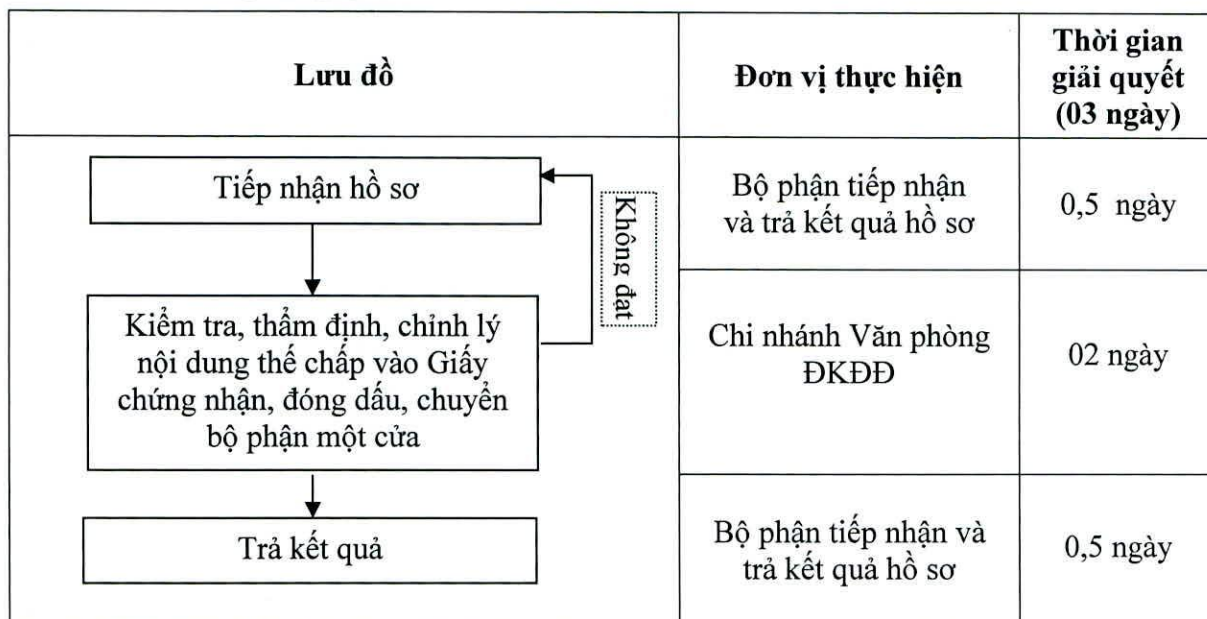 Lưu đồ
Đơn vị thực hiện
Thời gian
giải quyết
(03 ngày)
Tiếp nhận hồ sơ
Không đạt
Bộ phận tiếp nhận
và trả kết quả hồ sơ
0,5 ngày
Kiểm tra, thẩm định, chỉnh lý
nội dung thế chấp vào Giấy
chứng nhận, đóng dấu, chuyển
bộ phận một cửa
Chi nhánh Văn phòng
ĐKĐĐ
02 ngày
Trả kết quả
Bộ phận tiếp nhận và
trả kết quả hồ sơ
0,5 ngày